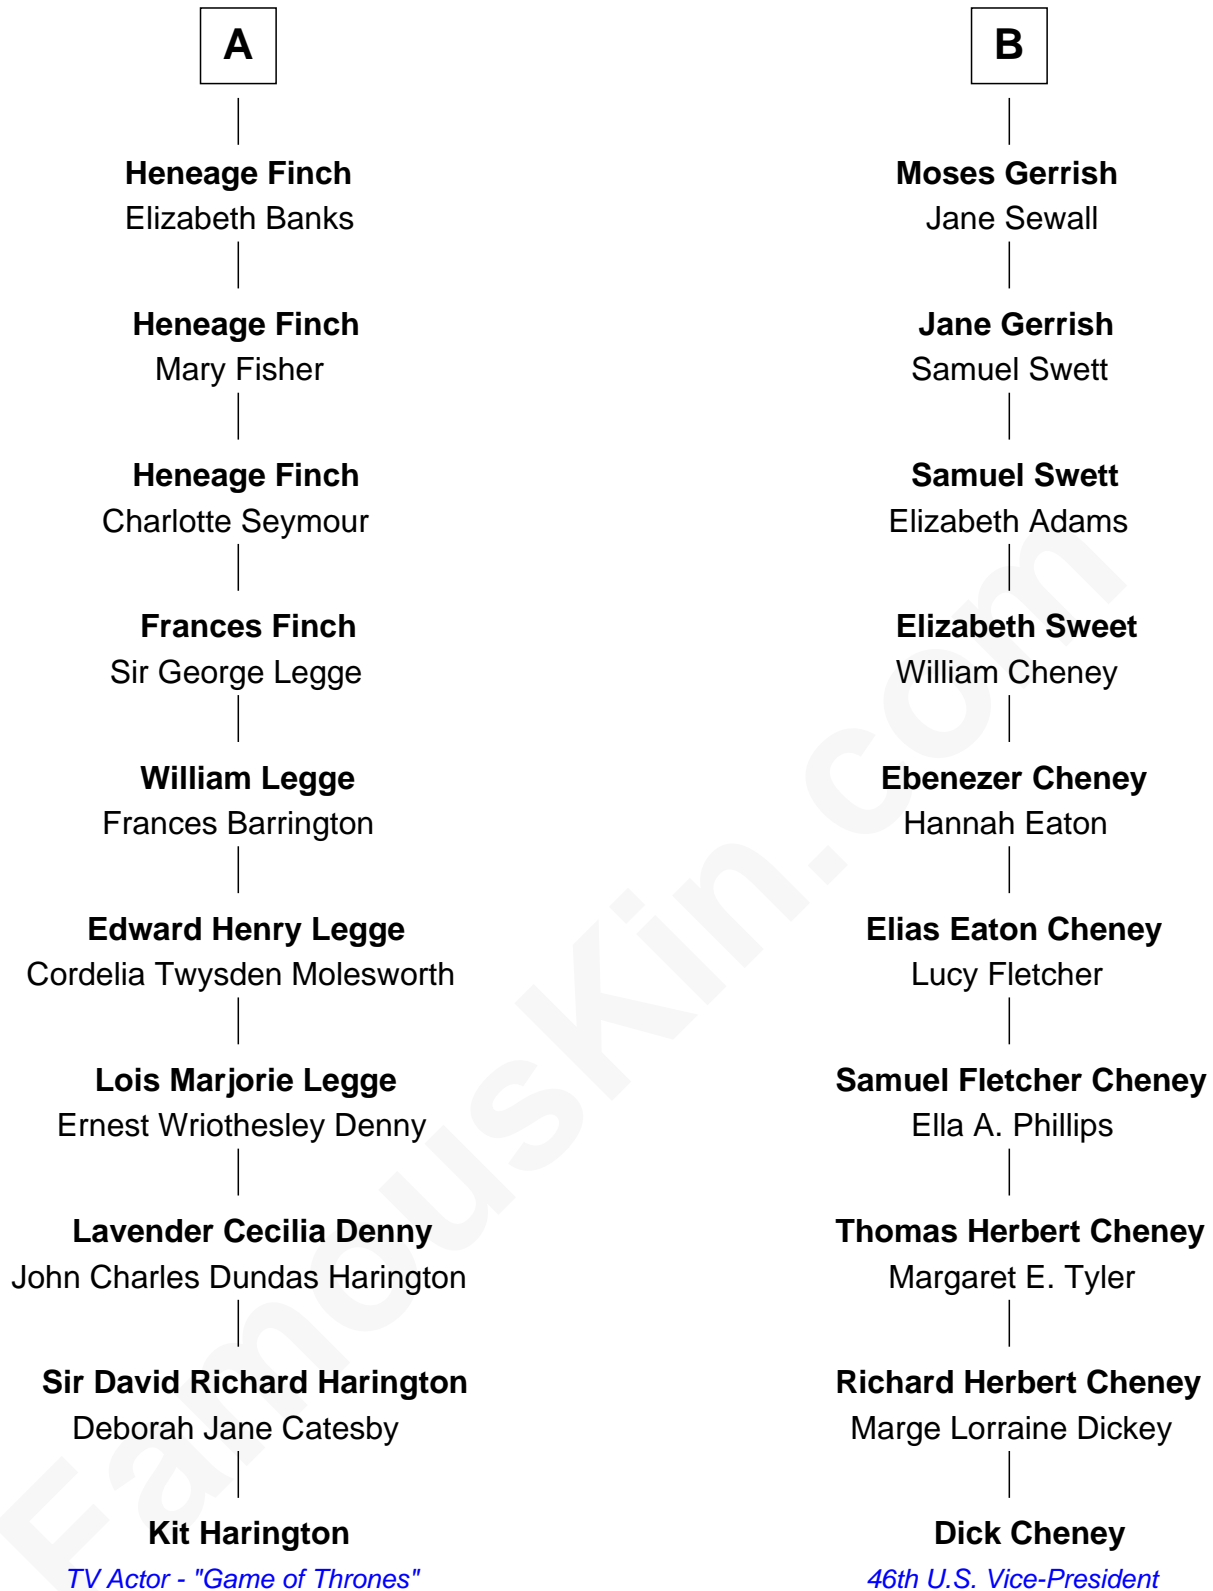 A
Heneage Finch
Elizabeth Banks
Heneage Finch
Mary Fisher
Heneage Finch
Charlotte Seymour
Frances Finch
Sir George Legge
William Legge
Frances Barrington
Edward Henry Legge
Cordelia Twysden Molesworth
Lois Marjorie Legge
Ernest Wriothesley Denny
Lavender Cecilia Denny
John Charles Dundas Harington
Sir David Richard Harington
Deborah Jane Catesby
Kit Harington
TV Actor - "Game of Thrones"
B
Moses Gerrish
Jane Sewall
Jane Gerrish
Samuel Swett
Samuel Swett
Elizabeth Adams
Elizabeth Sweet
William Cheney
Ebenezer Cheney
Hannah Eaton
Elias Eaton Cheney
Lucy Fletcher
Samuel Fletcher Cheney
Ella A. Phillips
Thomas Herbert Cheney
Margaret E. Tyler
Richard Herbert Cheney
Marge Lorraine Dickey
Dick Cheney
46th U.S. Vice-President
FamousKin.com